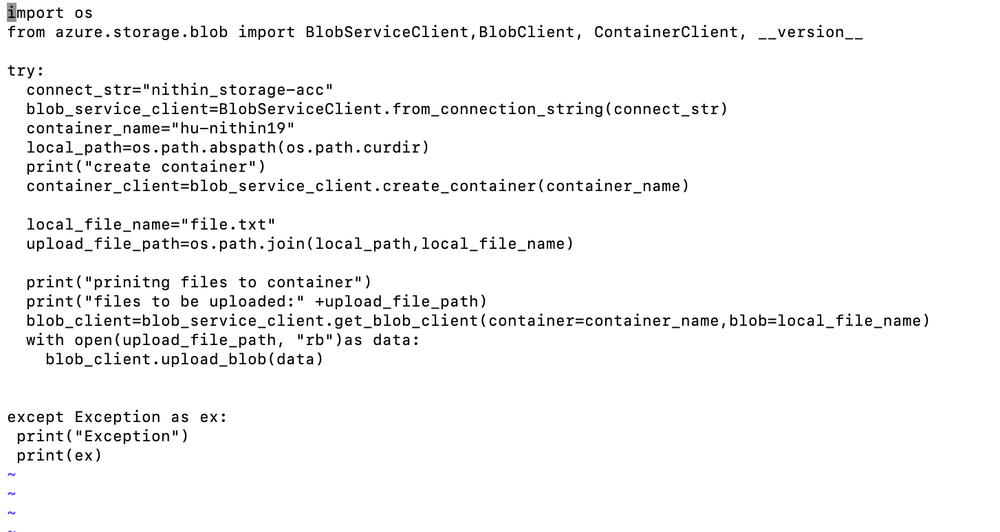 import os
from azure.storage.blob import BlobServiceClient,BlobClient, ContainerClient, __version__
try:
  connect_str="nithin_storage-acc"
  blob_service_client=BlobServiceClient.from_connection_string(connect_str)
  container_name="hu-nithin19"
  local_path=os.path.abspath(os.path.curdir)
  print("create container")
  container_client=blob_service_client.create_container(container_name)
  local_file_name="file.txt"
  upload_file_path=os.path.join(local_path,local_file_name)
  print("prinitng files to container")
  print("files to be uploaded:" +upload_file_path)
  blob_client=blob_service_client.get_blob_client(container=container_name,blob=local_file_name)
  with open(upload_file_path, "rb")as data:
    blob_client.upload_blob(data)
except Exception as ex:
 print("Exception")
 print(ex)
~
~
~
~